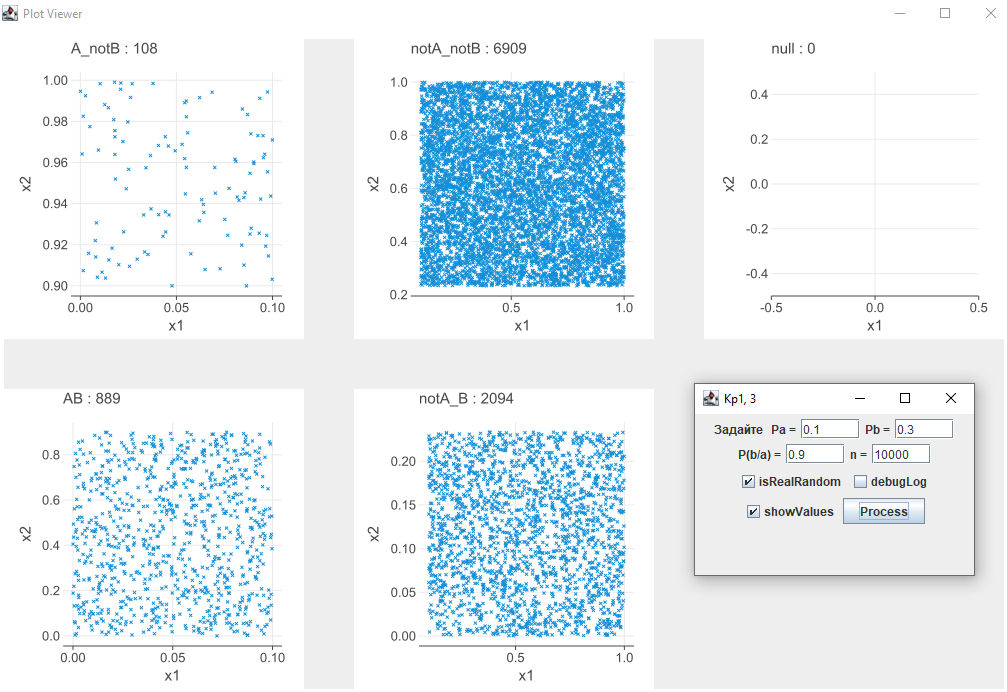 Plot Viewer
A_notB : 108
1.00
0.98
0.96
0.94
0.92
0.90
x2
0.00 0.05 0.10
x1
notA_notB : 6909
1.0
0.8
0.6
0.4
0.2
x2
0.5 1.0
x1
null : 0
0.4
0.2
0.0
-0.2
-0.4
x2
-0.5 0.0 0.5
x1
AB : 889
0.8
0.6
0.4
0.2
0.0
x2
0.00 0.05 0.10
x1
notA_B : 2094
0.20
0.15
0.10
0.05
0.00
x2
0.5 1.0
x1
Кр1, 3
Задайте Pa = 0.1 Pb = 0.3
P(b/a) = 0.9 n = 10000
isRealRandom debugLog
showValues Process